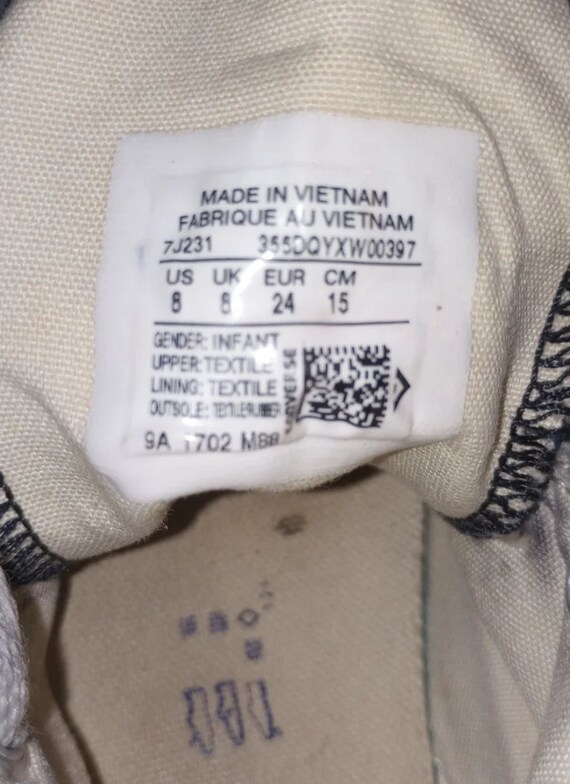 MADE IN VIETNAM
FABRIQUE AU VIETNAM
7J231 355DQYXW00397
US UK EUR CM
8 8 24 15
GENDER: INFANT
UPPER: TEXTILE
LINING: TEXTILE
OUTSOLE: TEXTILE/RUBBER
CONVERSE
9A 1702 M88